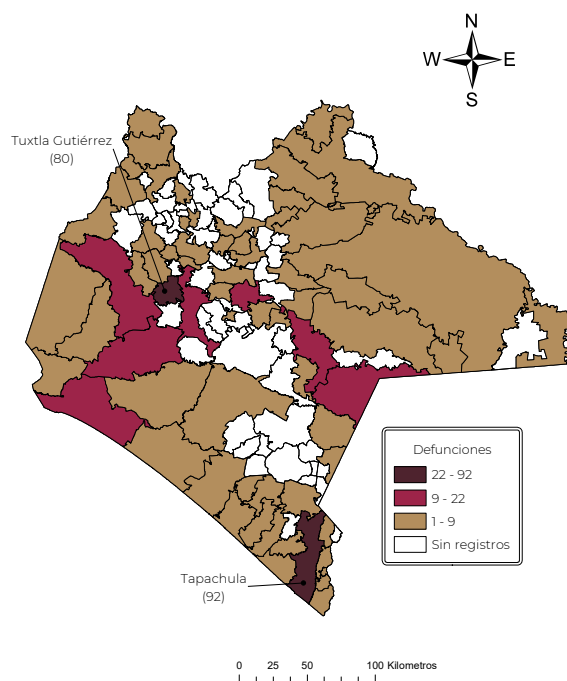 N
W E
S
Tuxtla Gutiérrez
(80)
Defunciones
22 - 92
9 - 22
1 - 9
Sin registros
Tapachula
(92)
0 25 50 100 Kilometros